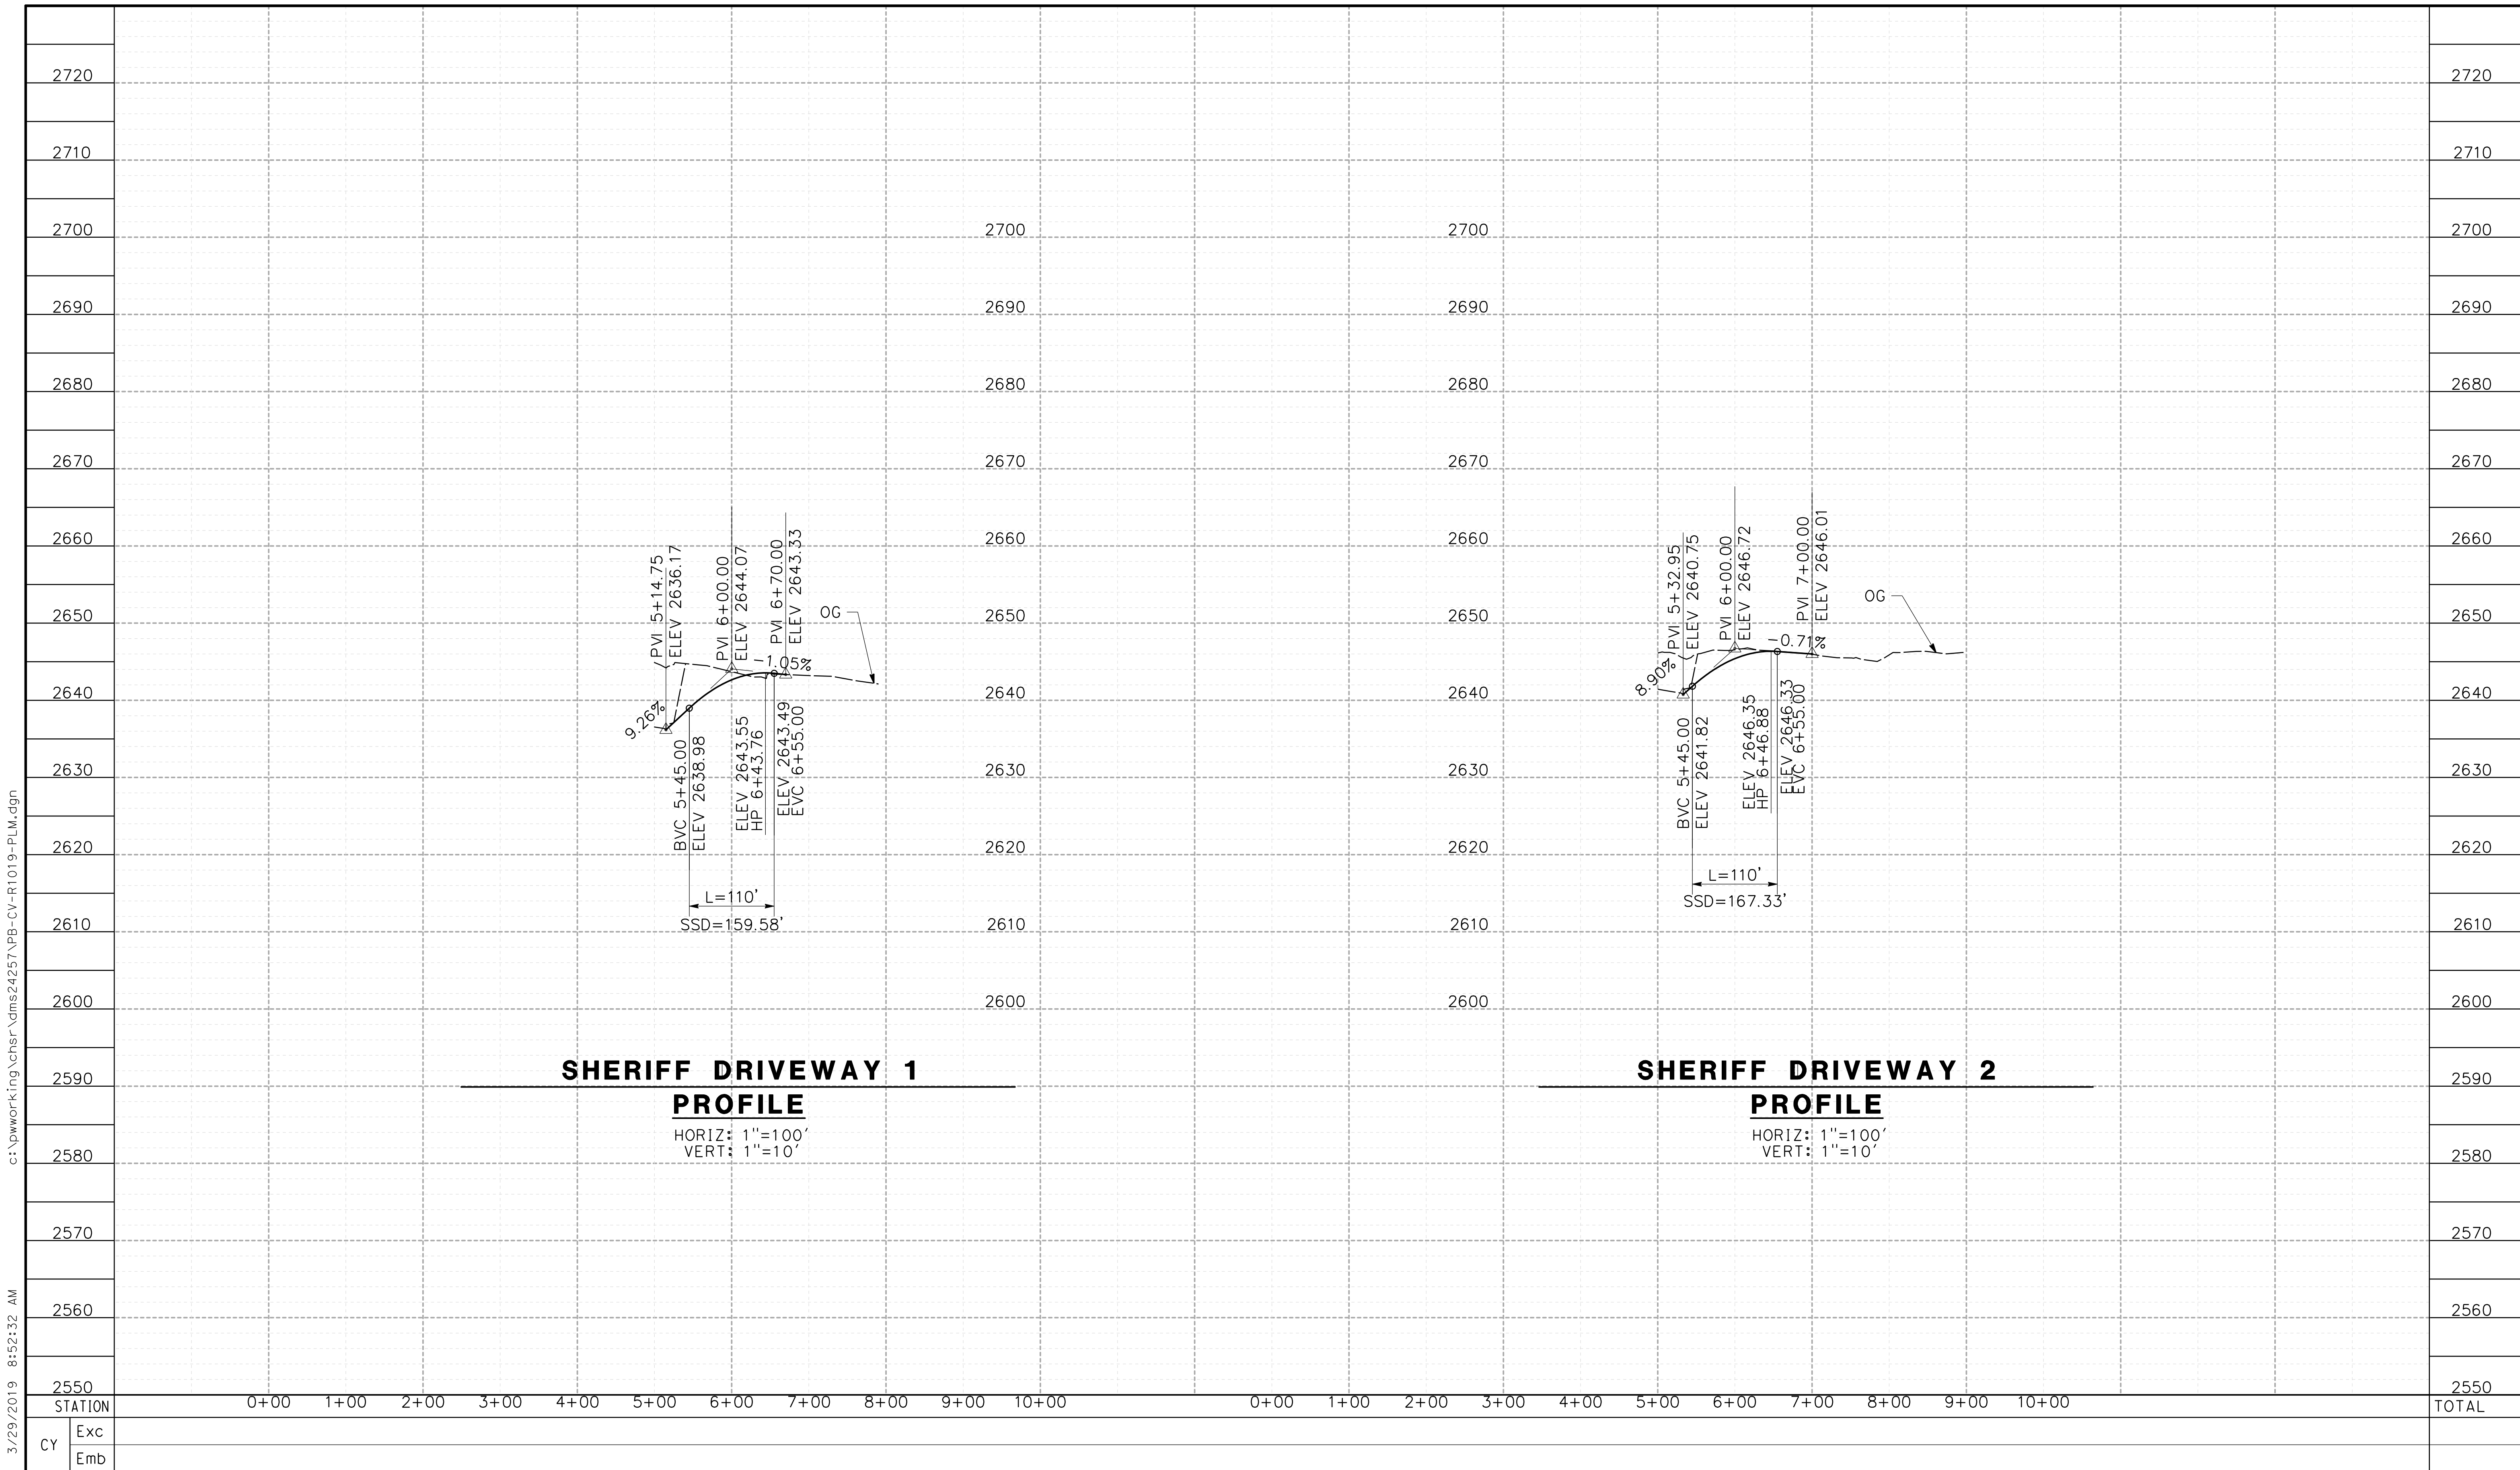 2720
2710
2700
2690
2680
2670
2660
2650
2640
2630
2620
2610
2600
2590
2580
2570
2560
2550
2700
2690
2680
2670
2660
2650
2640
2630
2620
2610
2600
PVI 5+14.75
ELEV 2636.17
PVI 6+00.00
ELEV 2644.07
PVI 6+70.00
ELEV 2643.33
OG
-1.05%
9.26%
BVC 5+45.00
ELEV 2638.98
ELEV 2643.55
HP 6+43.76
ELEV 2643.49
EVC 6+55.00
L=110'
SSD=159.58'
SHERIFF DRIVEWAY 1
PROFILE
HORIZ: 1"=100'
VERT: 1"=10'
2700
2690
2680
2670
2660
2650
2640
2630
2620
2610
2600
PVI 5+32.95
ELEV 2640.75
PVI 6+00.00
ELEV 2646.72
PVI 7+00.00
ELEV 2646.01
OG
-0.71%
8.90%
BVC 5+45.00
ELEV 2641.82
ELEV 2646.35
HP 6+46.88
ELEV 2646.33
EVC 6+55.00
L=110'
SSD=167.33'
SHERIFF DRIVEWAY 2
PROFILE
HORIZ: 1"=100'
VERT: 1"=10'
2720
2710
2700
2690
2680
2670
2660
2650
2640
2630
2620
2610
2600
2590
2580
2570
2560
2550
STATION 0+00 1+00 2+00 3+00 4+00 5+00 6+00 7+00 8+00 9+00 10+00 0+00 1+00 2+00 3+00 4+00 5+00 6+00 7+00 8+00 9+00 10+00 TOTAL
CY
Exc
Emb
3/29/2019 8:52:32 AM c:\pwworking\chsr\dms24257\PB-CV-R1019-PLM.dgn